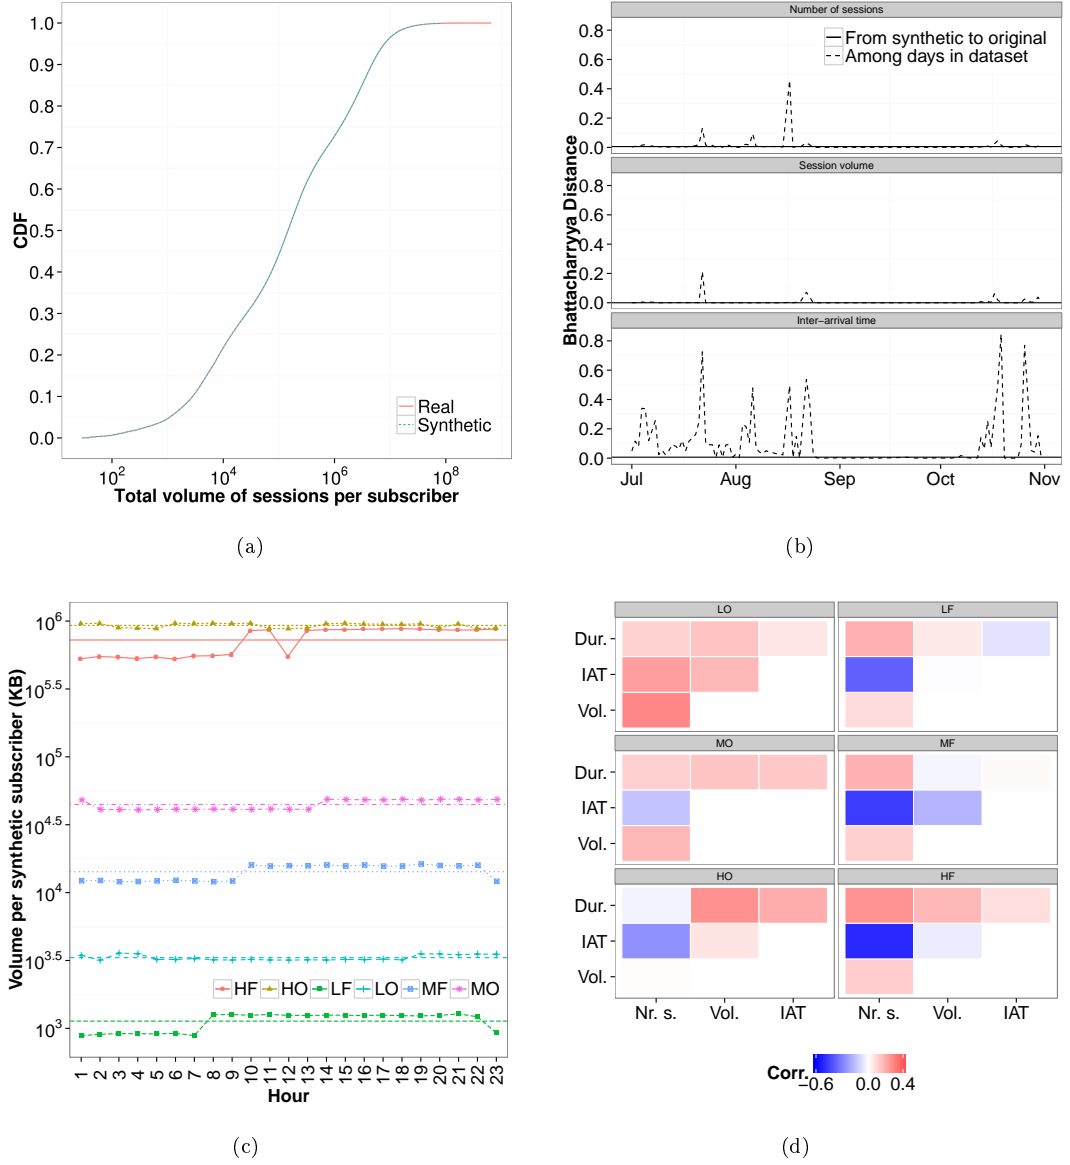 1.0
0.9
0.8
0.7
0.6
0.5
0.4
0.3
0.2
0.1
0.0
CDF
Real
Synthetic
10^2 10^4 10^6 10^8
Total volume of sessions per subscriber
(a)
Number of sessions
From synthetic to original
Among days in dataset
0.8
0.6
0.4
0.2
0.0
Session volume
0.8
0.6
0.4
0.2
0.0
Inter−arrival time
0.8
0.6
0.4
0.2
0.0
Bhattacharryya Distance
Jul Aug Sep Oct Nov
(b)
10^6
10^5.5
10^5
10^4.5
10^4
10^3.5
10^3
Volume per synthetic subscriber (KB)
HF HO LF LO MF MO
1 2 3 4 5 6 7 8 9 10 11 12 13 14 15 16 17 18 19 20 21 22 23
Hour
(c)
LO LF
Dur.
IAT
Vol.
MO MF
Dur.
IAT
Vol.
HO HF
Dur.
IAT
Vol.
Nr. s. Vol. IAT Nr. s. Vol. IAT
Corr.
−0.6 0.0 0.4
(d)